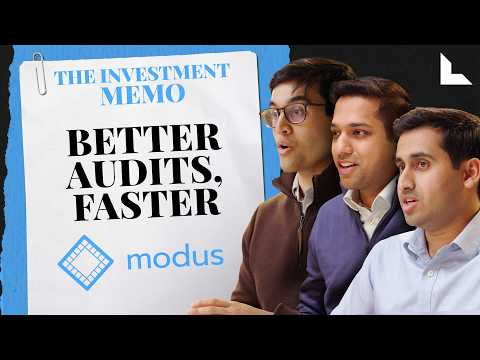 THE INVESTMENT
MEMO
BETTER
AUDITS,
FASTER
modus